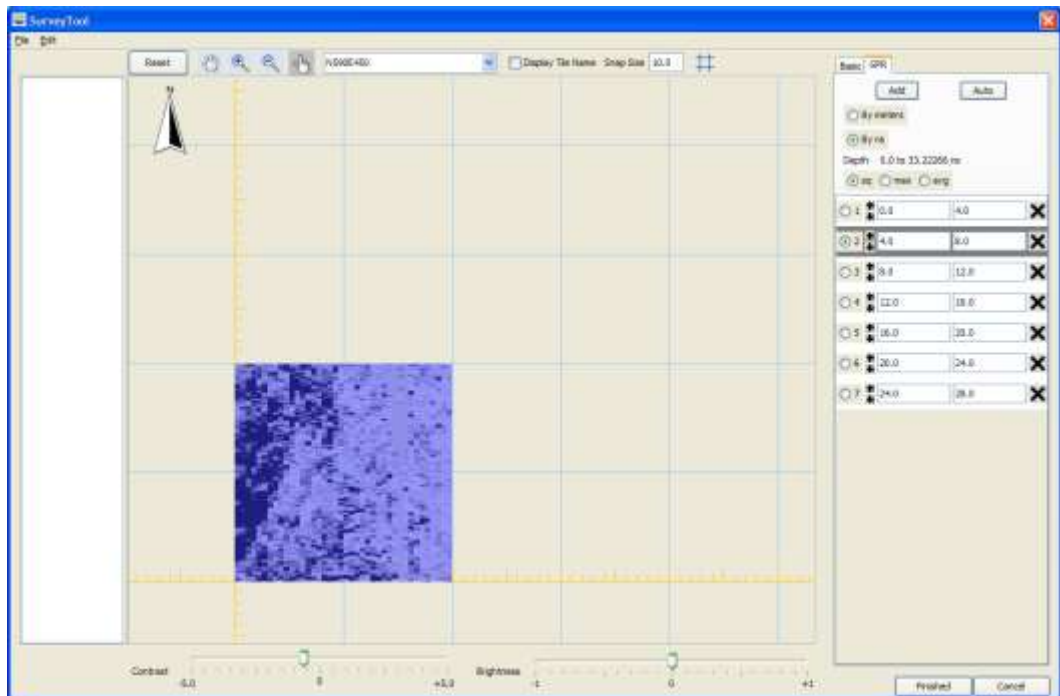 SurveyTool
File Edit
Reset Display Tile Name Snap Size 10.0
N
Basic GPR
Add Auto
By meters
By ns
Depth 0.0 to 33.22266 ns
sq max avg
1 0.0 4.0
2 4.0 8.0
3 8.0 12.0
4 12.0
5 16.0 20.0
6 20.0 24.0
7 24.0 28.0
Contrast -5.0 0 +5.0 Brightness -1 0 +1
Finished Cancel